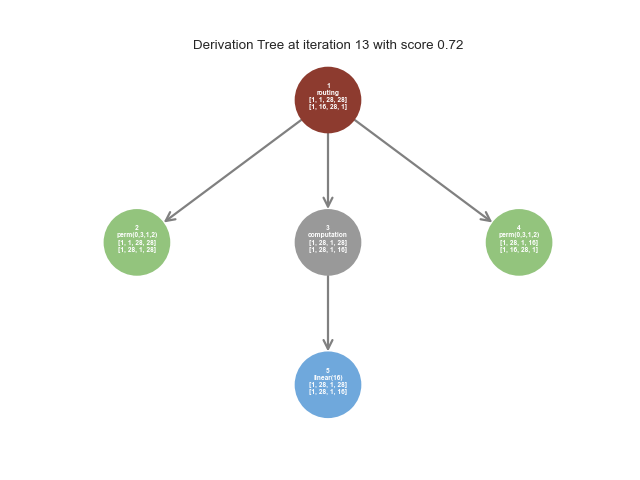 Derivation Tree at iteration 13 with score 0.72
1
routing
[1, 1, 28, 28]
[1, 16, 28, 1]
2
perm(0,3,1,2)
[1, 1, 28, 28]
[1, 28, 1, 28]
3
computation
[1, 28, 1, 28]
[1, 28, 1, 16]
4
perm(0,3,1,2)
[1, 28, 1, 16]
[1, 16, 28, 1]
5
linear(16)
[1, 28, 1, 28]
[1, 28, 1, 16]